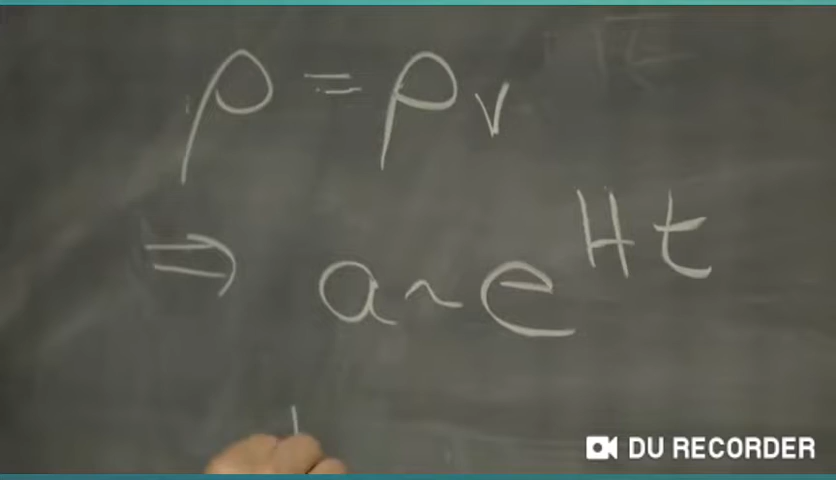 ρ = ρv
⇒ a ~ e^Ht
DU RECORDER